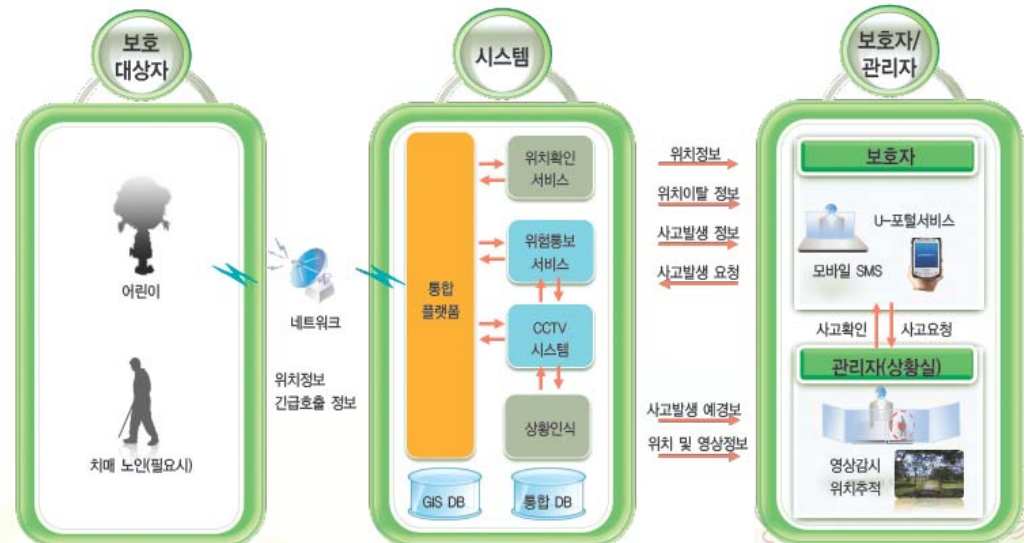 보호
대상자
어린이
치매 노인(필요시)
네트워크
위치정보
긴급호출 정보
시스템
통합
플랫폼
위치확인
서비스
위험통보
서비스
CCTV
시스템
상황인식
GIS DB
통합 DB
위치정보
위치이탈 정보
사고발생 정보
사고발생 요청
사고발생 예경보
위치 및 영상정보
보호자/
관리자
보호자
U-포털서비스
모바일 SMS
사고확인
사고요청
관리자(상황실)
영상감시
위치추적